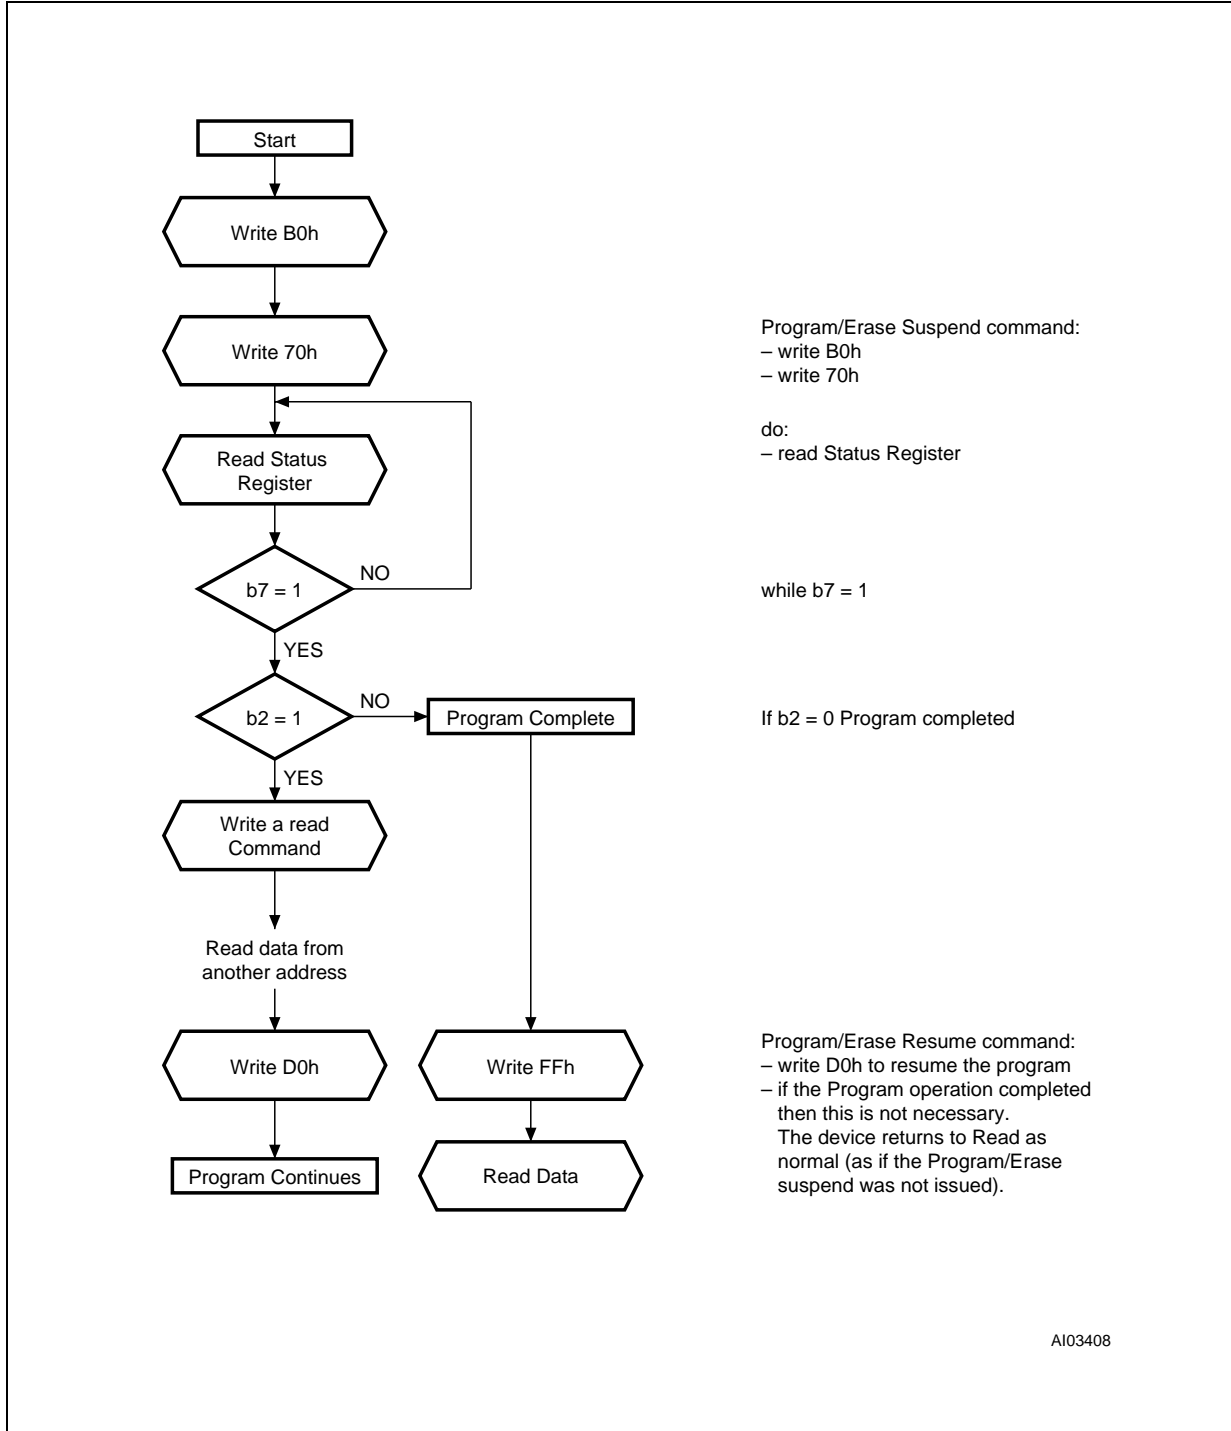 Start
Write B0h
Write 70h
Program/Erase Suspend command:
– write B0h
– write 70h
do:
– read Status Register
Read Status
Register
b7 = 1
NO
while b7 = 1
YES
b2 = 1
NO
Program Complete
If b2 = 0 Program completed
YES
Write a read
Command
Read data from
another address
Write D0h
Write FFh
Program/Erase Resume command:
– write D0h to resume the program
– if the Program operation completed
then this is not necessary.
The device returns to Read as
normal (as if the Program/Erase
suspend was not issued).
Program Continues
Read Data
AI03408